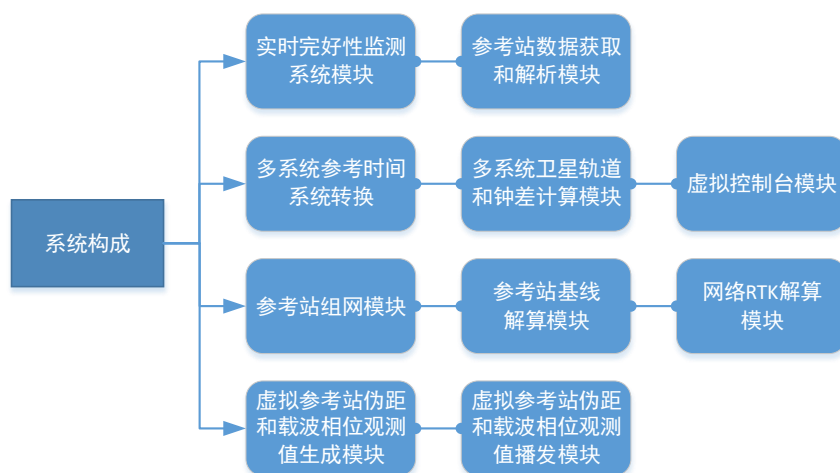 实时完好性监测
系统模块
参考站数据获取
和解析模块
多系统参考时间
系统转换
多系统卫星轨道
和钟差计算模块
虚拟控制台模块
系统构成
参考站组网模块
参考站基线
解算模块
网络RTK解算
模块
虚拟参考站伪距
和载波相位观测
值生成模块
虚拟参考站伪距
和载波相位观测
值播发模块